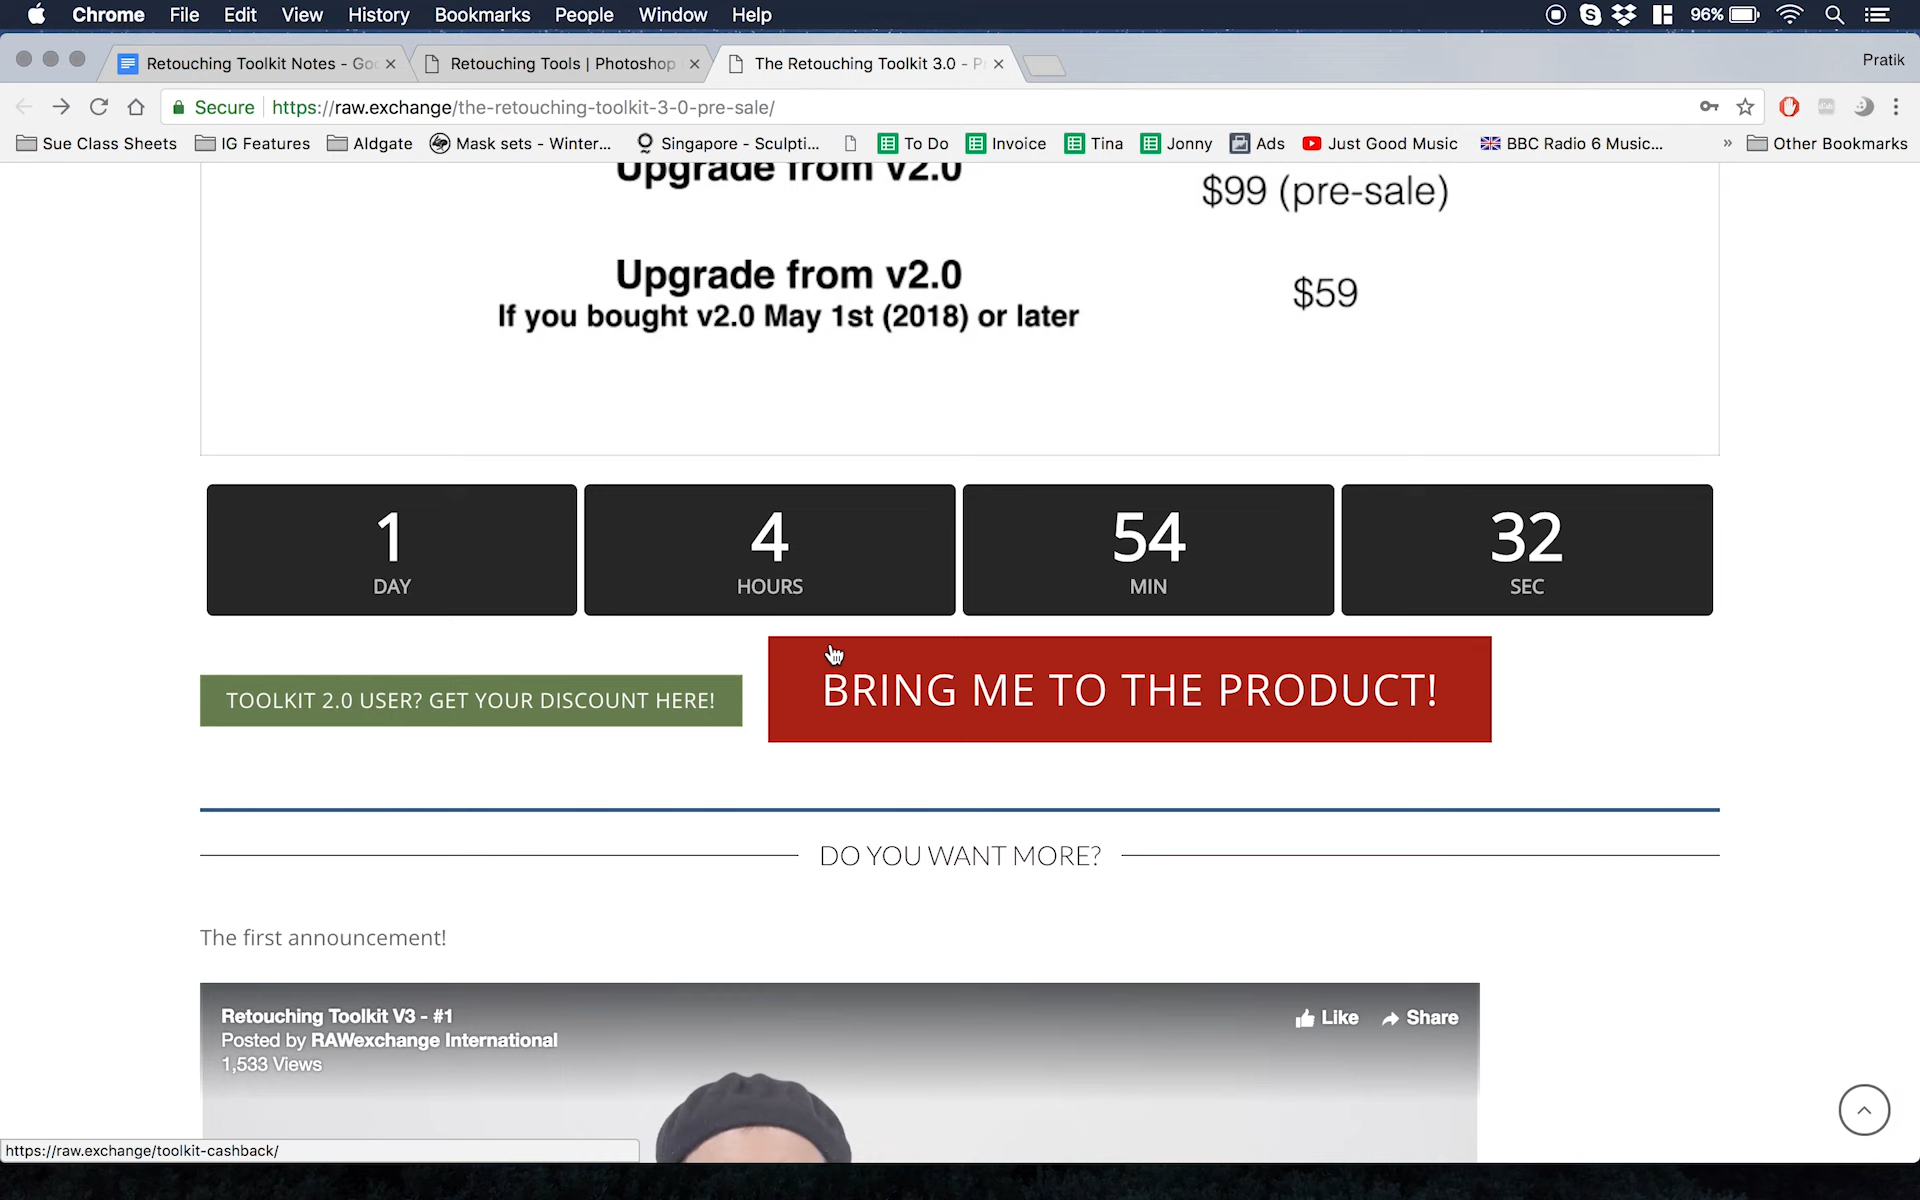 Chrome File Edit View History Bookmarks People Window Help 96%
Retouching Toolkit Notes - Goo Retouching Tools | Photoshop The Retouching Toolkit 3.0 - P Pratik
Secure https://raw.exchange/the-retouching-toolkit-3-0-pre-sale/
Sue Class Sheets IG Features Aldgate Mask sets - Winter... Singapore - Sculpti... To Do Invoice Tina Jonny Ads Just Good Music BBC Radio 6 Music... » Other Bookmarks
Upgrade from v2.0 $99 (pre-sale)
Upgrade from v2.0
If you bought v2.0 May 1st (2018) or later $59
1 4 54 32
DAY HOURS MIN SEC
TOOLKIT 2.0 USER? GET YOUR DISCOUNT HERE! BRING ME TO THE PRODUCT!
DO YOU WANT MORE?
The first announcement!
Retouching Toolkit V3 - #1 Like Share
Posted by RAWexchange International
1,533 Views
https://raw.exchange/toolkit-cashback/